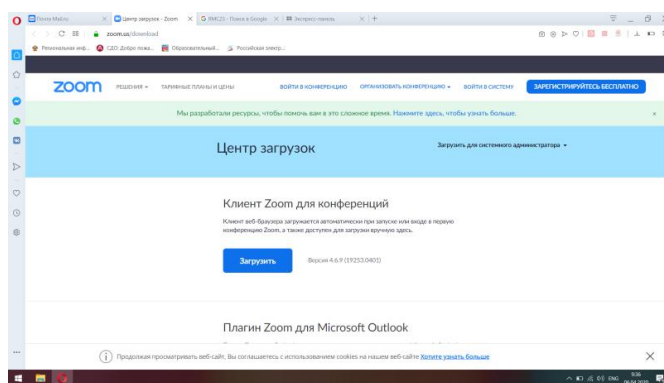 Почта Mail.ru
Центр загрузок - Zoom
Поиск в Google
Экспресс-панель
zoom.us/download
Региональная инф...
СДО: Добро пожа...
Образовательный...
Российская электр...
zoom
РЕШЕНИЯ
ТАРИФНЫЕ ПЛАНЫ И ЦЕНЫ
ВОЙТИ В КОНФЕРЕНЦИЮ
ОРГАНИЗОВАТЬ КОНФЕРЕНЦИЮ
ВОЙТИ В СИСТЕМУ
ЗАРЕГИСТРИРУЙТЕСЬ БЕСПЛАТНО
Мы разработали ресурсы, чтобы помочь вам в это сложное время. Нажмите здесь, чтобы узнать больше.
Центр загрузок
Загрузить для системного администратора
Клиент Zoom для конференций
Клиент веб-браузера загружается автоматически при запуске или входе в первую
конференцию Zoom, а также доступен для загрузки вручную здесь.
Загрузить
Версия 4.6.9 (19253.0401)
Плагин Zoom для Microsoft Outlook
Продолжая просматривать веб-сайт, Вы соглашаетесь с использованием cookies на нашем веб-сайте Хотите узнать больше
ENG
9:36
06.04.2020